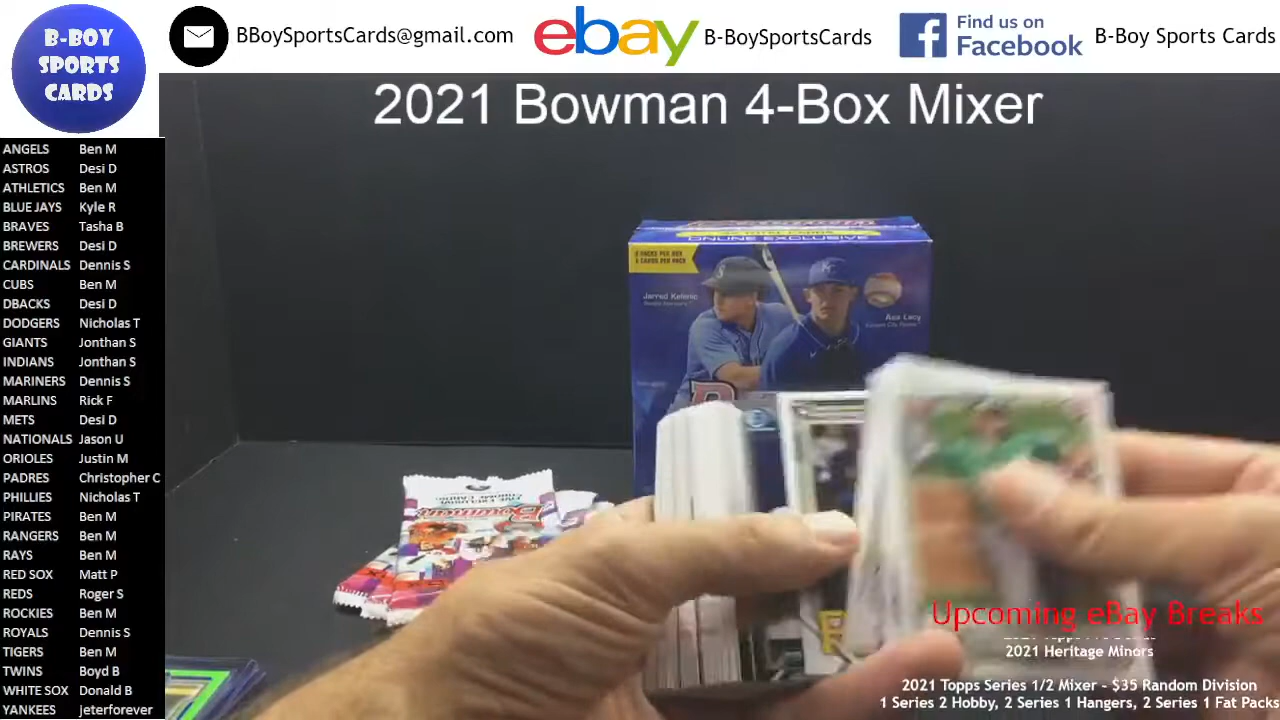 B-BOY
SPORTS
CARDS
BBoySportsCards@gmail.com
ebay
B-BoySportsCards
Find us on
Facebook
B-Boy Sports Cards
2021 Bowman 4-Box Mixer
ANGELS Ben M
ASTROS Desi D
ATHLETICS Ben M
BLUE JAYS Kyle R
BRAVES Tasha B
BREWERS Jacob J
CARDINALS Dennis S
CUBS Ben M
DBACKS Desi D
DODGERS Nicholas T
GIANTS Jonthan S
INDIANS Jonthan S
MARINERS Dennis S
MARLINS Rick F
METS Desi D
NATIONALS Jason U
ORIOLES Justin M
PADRES Christopher C
PHILLIES Nicholas T
PIRATES Ben M
RANGERS Ben M
RAYS Ben M
RED SOX Matt P
REDS Roger S
ROCKIES Ben M
ROYALS Dennis S
TIGERS Ben M
TWINS Boyd B
WHITE SOX Donald B
YANKEES jeterforever
Jarred Kelenic
Asa Lacy
Bowman
Upcoming eBay Breaks
2021 Heritage Minors
2021 Topps Series 1/2 Mixer - $35 Random Division
1 Series 2 Hobby, 2 Series 1 Hangers, 2 Series 1 Fat Packs